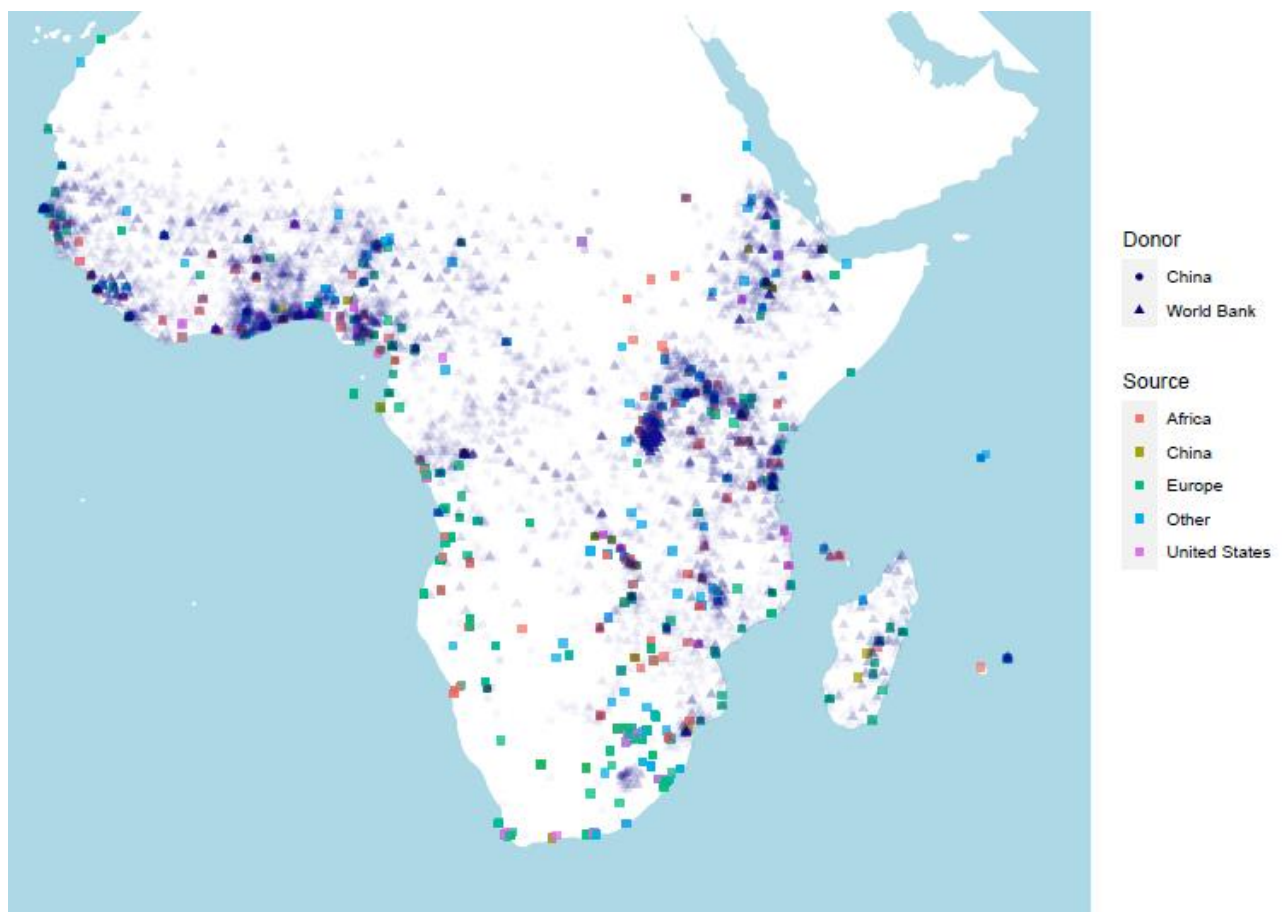 Donor
China
World Bank
Source
Africa
China
Europe
Other
United States